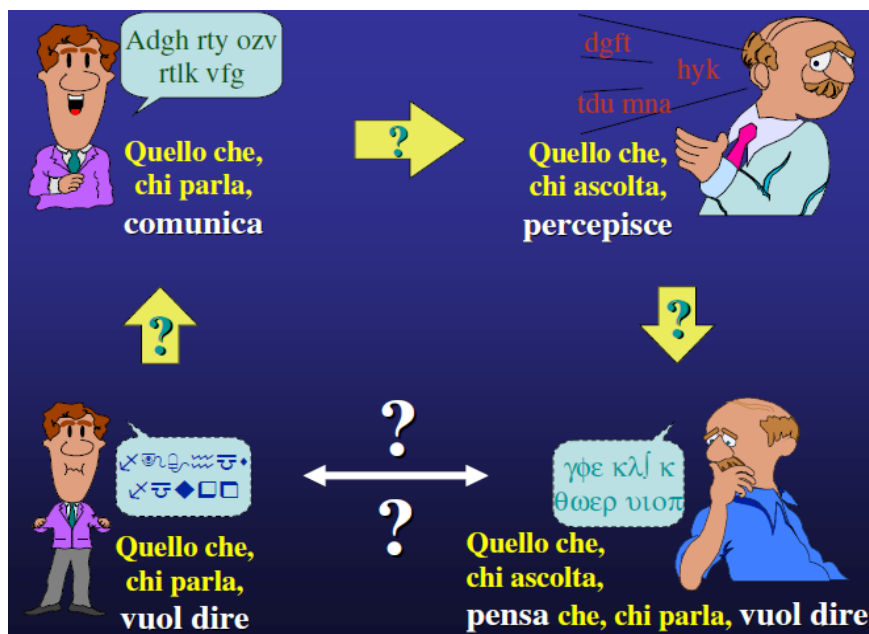 Adgh rty ozv
rtlk vfg
dgft
hyk
tdu mna
?
Quello che,
chi parla,
comunica
Quello che,
chi ascolta,
percepisce
?
?
?
?
γφε κλ∫ κ
θωερ υιοπ
Quello che,
chi parla,
vuol dire
Quello che,
chi ascolta,
pensa che, chi parla, vuol dire